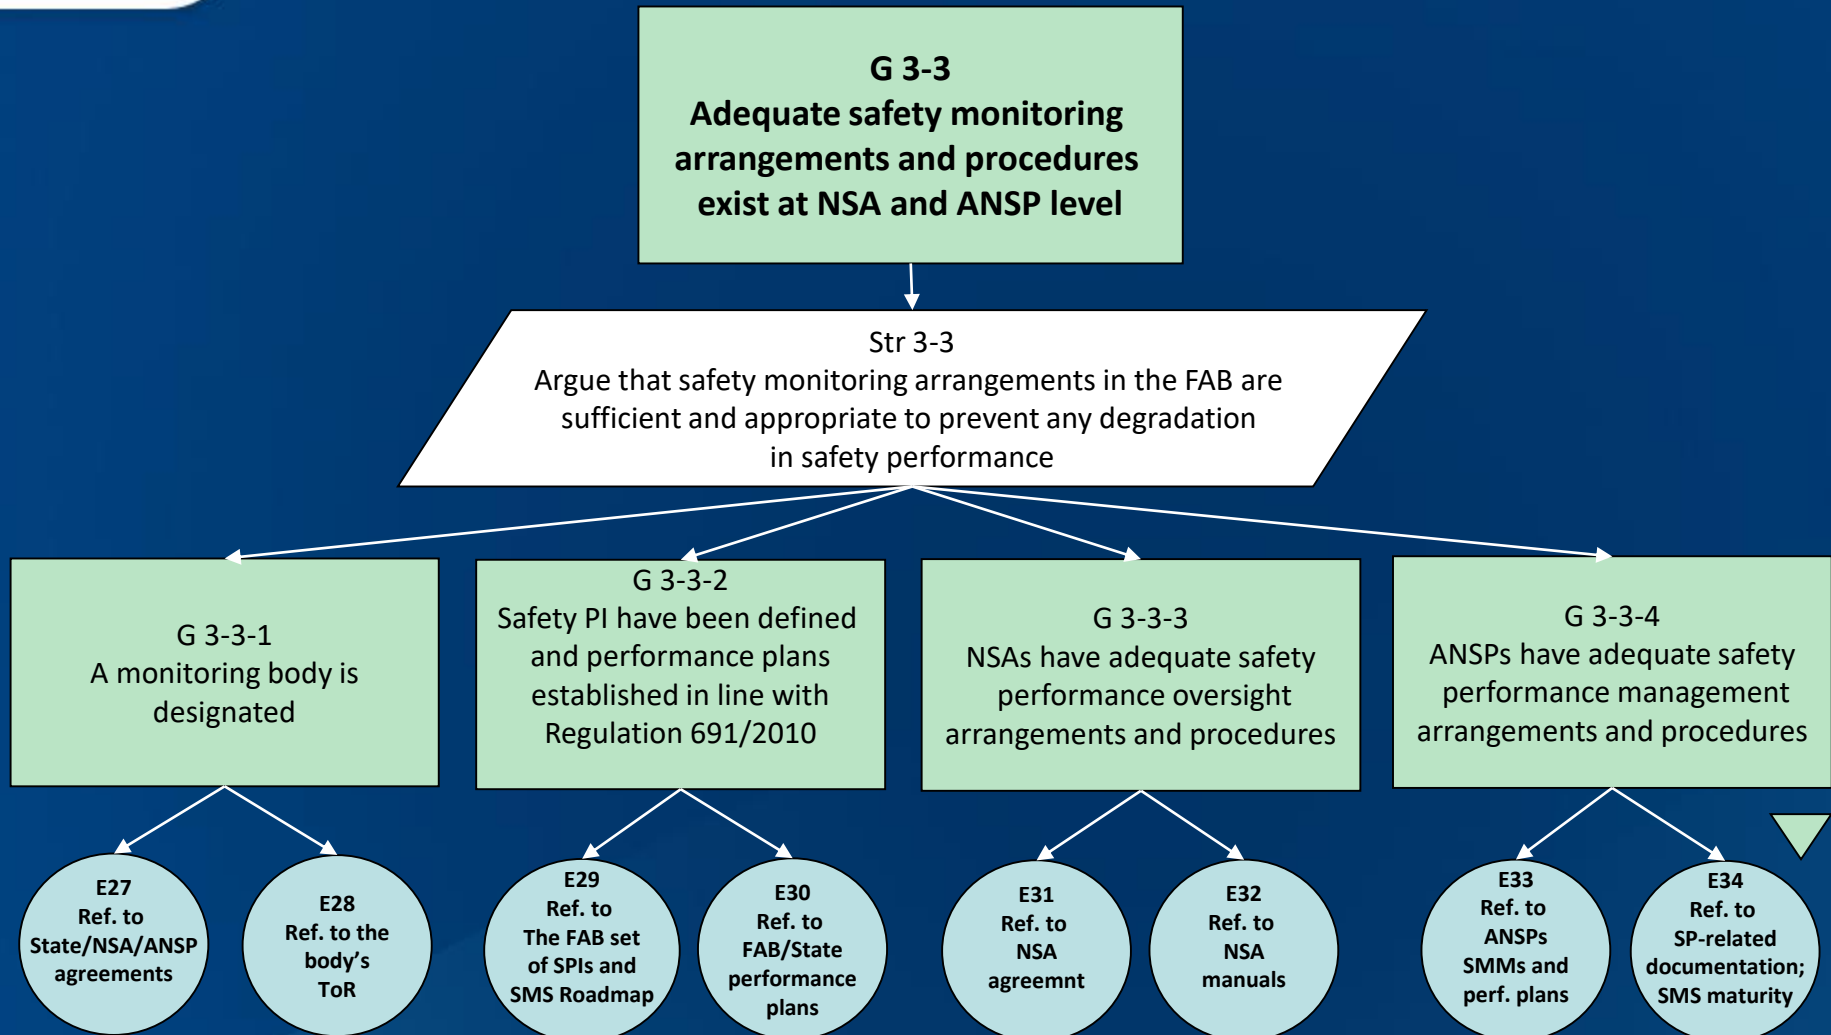 G 3-3
Adequate safety monitoring
arrangements and procedures
exist at NSA and ANSP level
Str 3-3
Argue that safety monitoring arrangements in the FAB are
sufficient and appropriate to prevent any degradation
in safety performance
G 3-3-1
A monitoring body is
designated
G 3-3-2
Safety PI have been defined
and performance plans
established in line with
Regulation 691/2010
G 3-3-3
NSAs have adequate safety
performance oversight
arrangements and procedures
G 3-3-4
ANSPs have adequate safety
performance management
arrangements and procedures
E27
Ref. to
State/NSA/ANSP
agreements
E28
Ref. to the
body's
ToR
E29
Ref. to
The FAB set
of SPIs and
SMS Roadmap
E30
Ref. to
FAB/State
performance
plans
E31
Ref. to
NSA
agreemnt
E32
Ref. to
NSA
manuals
E33
Ref. to
ANSPs
SMMs and
perf. plans
E34
Ref. to
SP-related
documentation;
SMS maturity